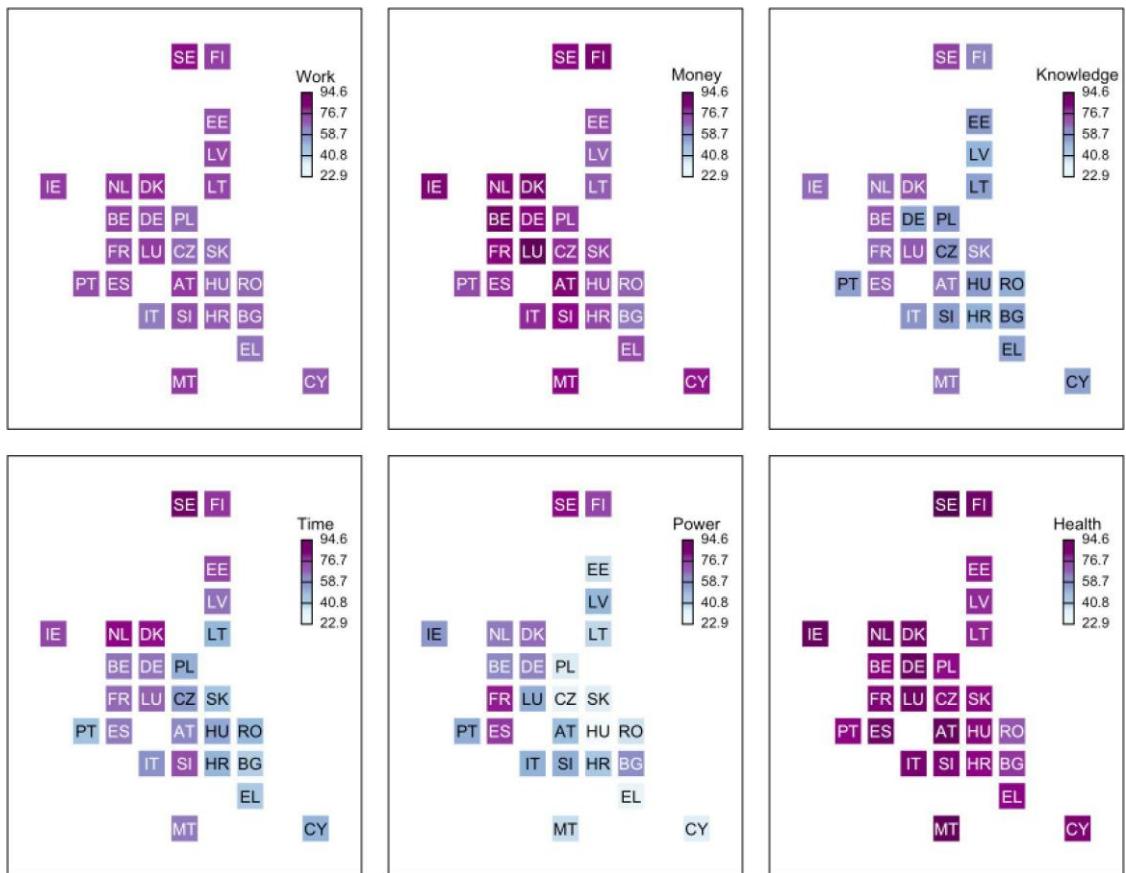 SE FI
Work
94.6
76.7
58.7
40.8
22.9
EE
LV
IE NL DK LT
BE DE PL
FR LU CZ SK
PT ES AT HU RO
IT SI HR BG
EL
MT CY
SE FI
Money
94.6
76.7
58.7
40.8
22.9
EE
LV
IE NL DK LT
BE DE PL
FR LU CZ SK
PT ES AT HU RO
IT SI HR BG
EL
MT CY
SE FI
Knowledge
94.6
76.7
58.7
40.8
22.9
EE
LV
IE NL DK LT
BE DE PL
FR LU CZ SK
PT ES AT HU RO
IT SI HR BG
EL
MT CY
SE FI
Time
94.6
76.7
58.7
40.8
22.9
EE
LV
IE NL DK LT
BE DE PL
FR LU CZ SK
PT ES AT HU RO
IT SI HR BG
EL
MT CY
SE FI
Power
94.6
76.7
58.7
40.8
22.9
EE
LV
IE NL DK LT
BE DE PL
FR LU CZ SK
PT ES AT HU RO
IT SI HR BG
EL
MT CY
SE FI
Health
94.6
76.7
58.7
40.8
22.9
EE
LV
IE NL DK LT
BE DE PL
FR LU CZ SK
PT ES AT HU RO
IT SI HR BG
EL
MT CY